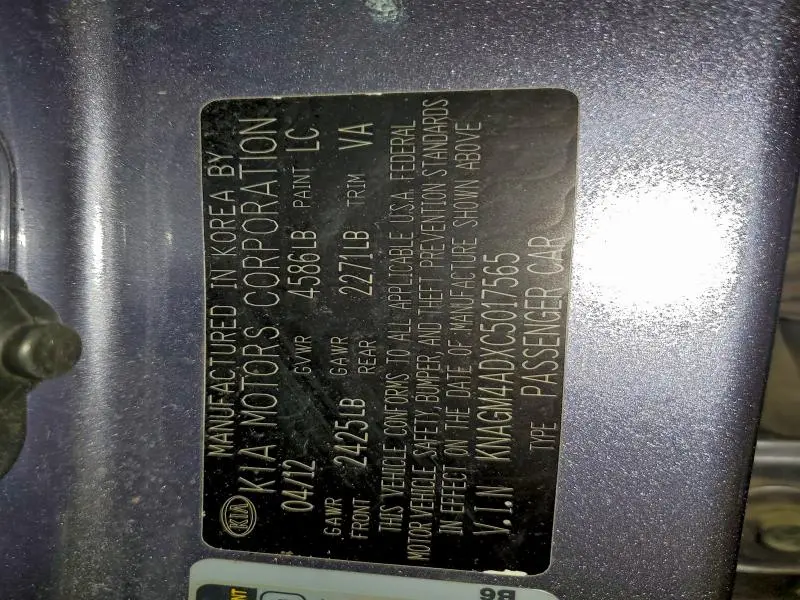 MANUFACTURED IN KOREA BY
KIA KIA MOTORS CORPORATION
04/12 GVWR 4586LB PAINT LC
GAWR FRONT 2425LB GAWR REAR 2271LB TRIM VA
THIS VEHICLE CONFORMS TO ALL APPLICABLE U.S.A. FEDERAL
MOTOR VEHICLE SAFETY, BUMPER, AND THEFT PREVENTION STANDARDS
IN EFFECT ON THE DATE OF MANUFACTURE SHOWN ABOVE
V.I.N KNAGM4ADXC5017565
TYPE PASSENGER CAR